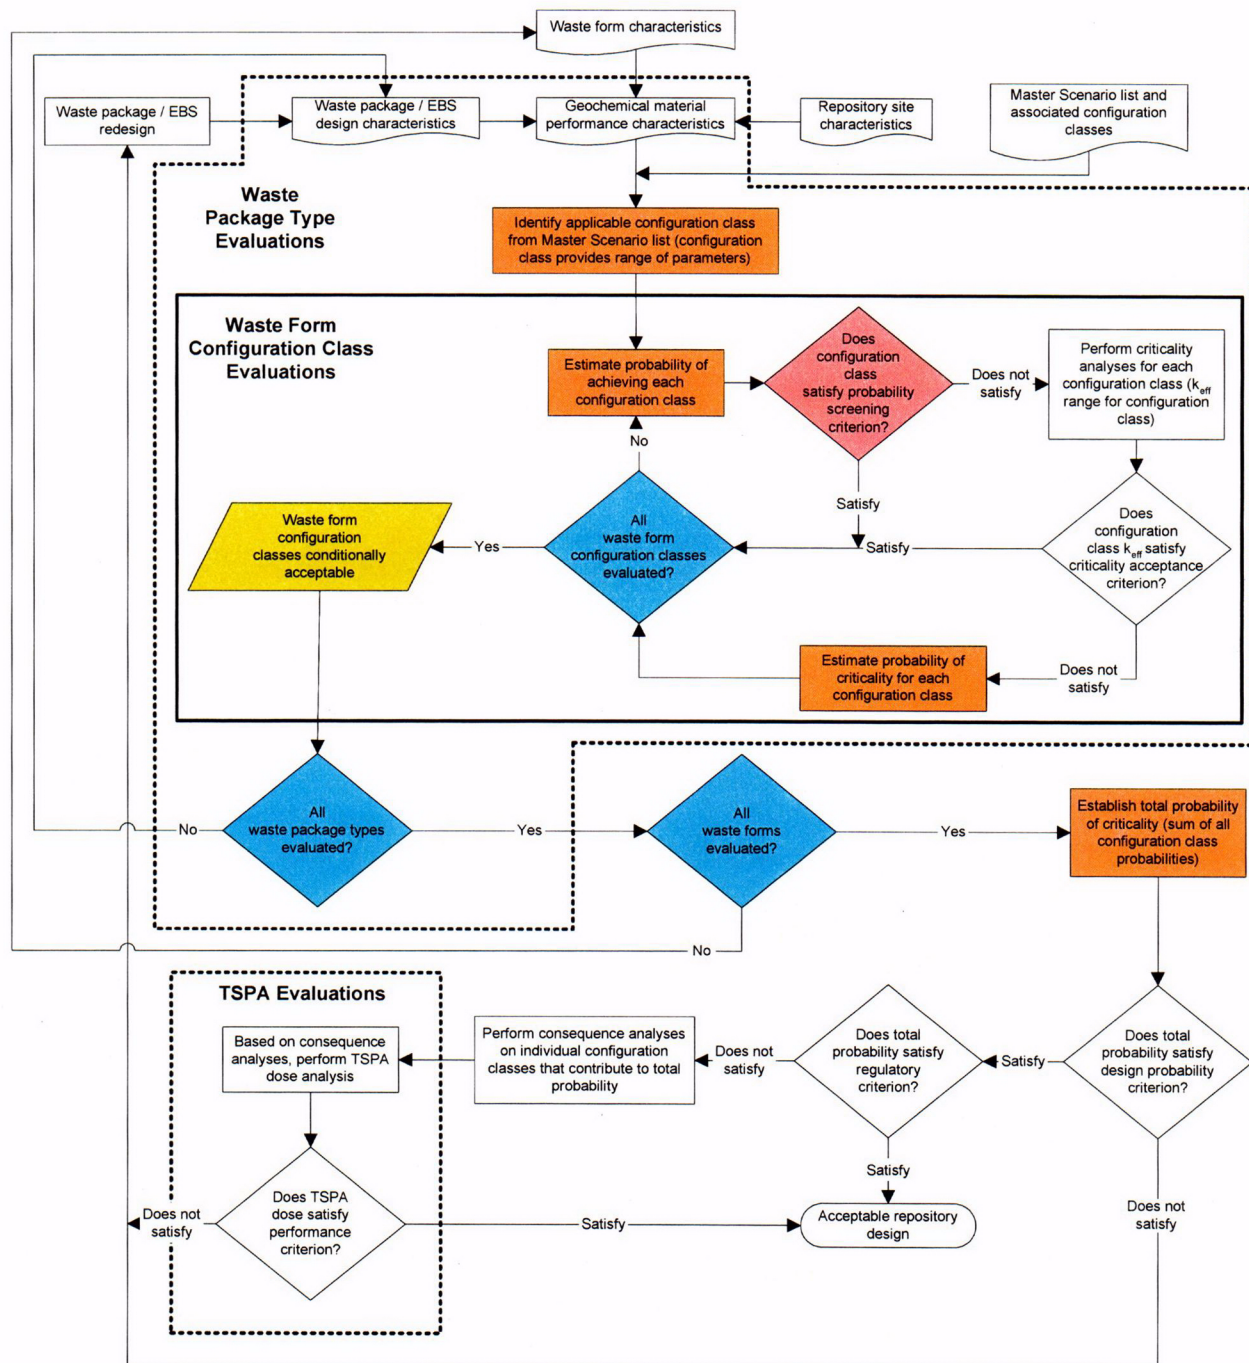 Waste form characteristics
Waste package / EBS
redesign
Waste package / EBS
design characteristics
Geochemical material
performance characteristics
Repository site
characteristics
Master Scenario list and
associated configuration
classes
Waste
Package Type
Evaluations
Identify applicable configuration class
from Master Scenario list (configuration
class provides range of parameters)
Waste Form
Configuration Class
Evaluations
Estimate probability of
achieving each
configuration class
Does
configuration
class
satisfy probability
screening
criterion?
Does not
satisfy
Perform criticality
analyses for each
configuration class (keff
range for configuration
class)
No
Satisfy
Waste form
configuration
classes conditionally
acceptable
Yes
All
waste form
configuration classes
evaluated?
Satisfy
Does
configuration
class keff satisfy
criticality acceptance
criterion?
Estimate probability of
criticality for each
configuration class
Does not
satisfy
No
All
waste package types
evaluated?
Yes
All
waste forms
evaluated?
Yes
Establish total probability
of criticality (sum of all
configuration class
probabilities)
No
TSPA Evaluations
Based on consequence
analyses, perform TSPA
dose analysis
Perform consequence analyses
on individual configuration
classes that contribute to total
probability
Does not
satisfy
Does total
probability satisfy
regulatory
criterion?
Satisfy
Does total
probability satisfy
design probability
criterion?
Satisfy
Does not
satisfy
Does TSPA
dose satisfy
performance
criterion?
Satisfy
Acceptable repository
design
Does not
satisfy